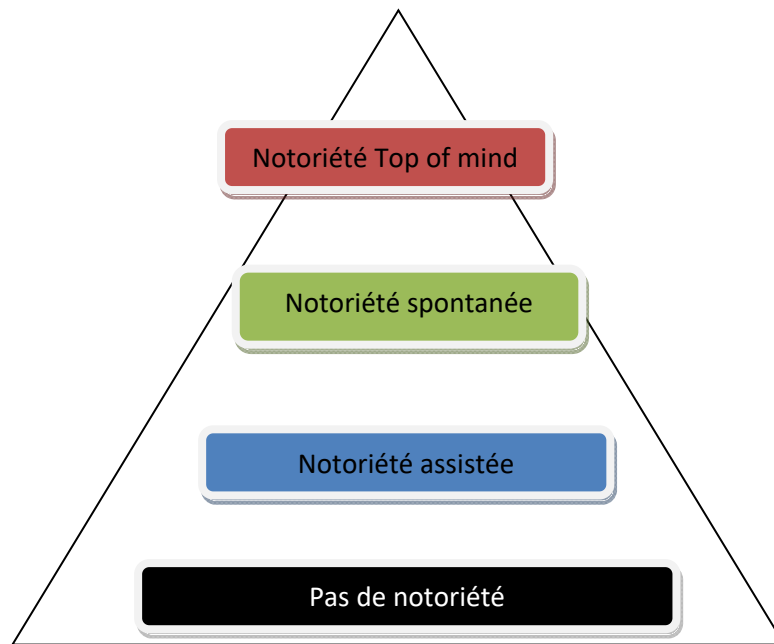 Notoriété Top of mind
Notoriété spontanée
Notoriété assistée
Pas de notoriété